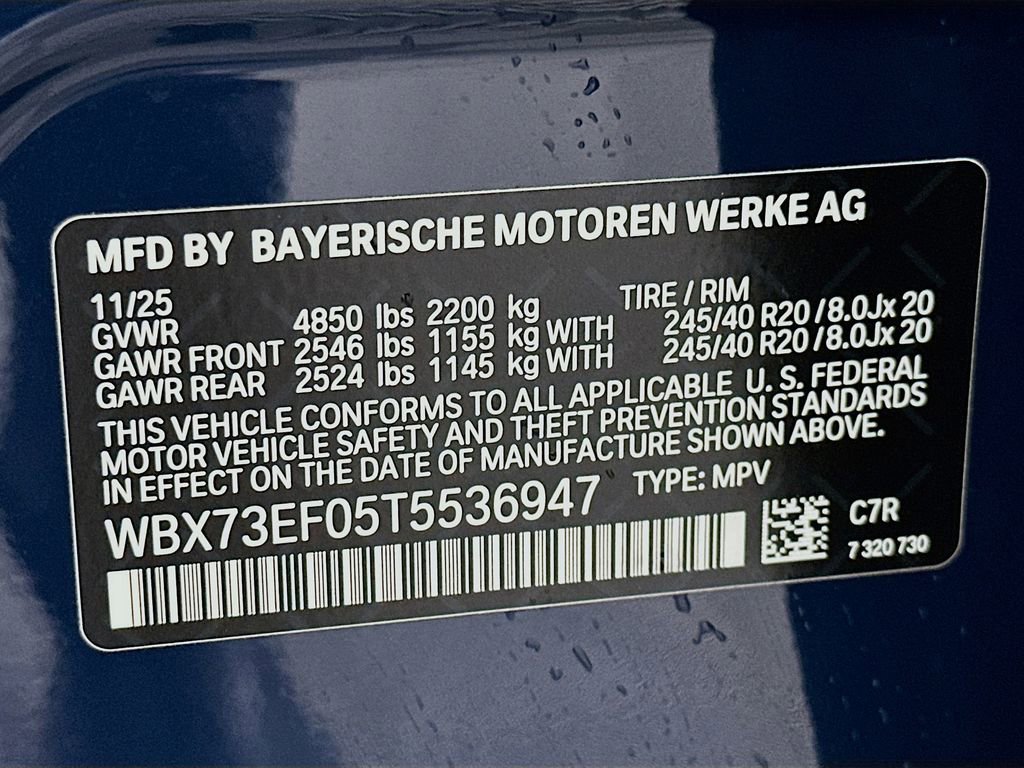 MFD BY BAYERISCHE MOTOREN WERKE AG
11/25 TIRE / RIM
GVWR 4850 lbs 2200 kg
GAWR FRONT 2546 lbs 1155 kg WITH 245/40 R20 /8.0Jx 20
GAWR REAR 2524 lbs 1145 kg WITH 245/40 R20 /8.0Jx 20
THIS VEHICLE CONFORMS TO ALL APPLICABLE U. S. FEDERAL
MOTOR VEHICLE SAFETY AND THEFT PREVENTION STANDARDS
IN EFFECT ON THE DATE OF MANUFACTURE SHOWN ABOVE.
WBX73EF05T5536947 TYPE: MPV
C7R
7 320 730